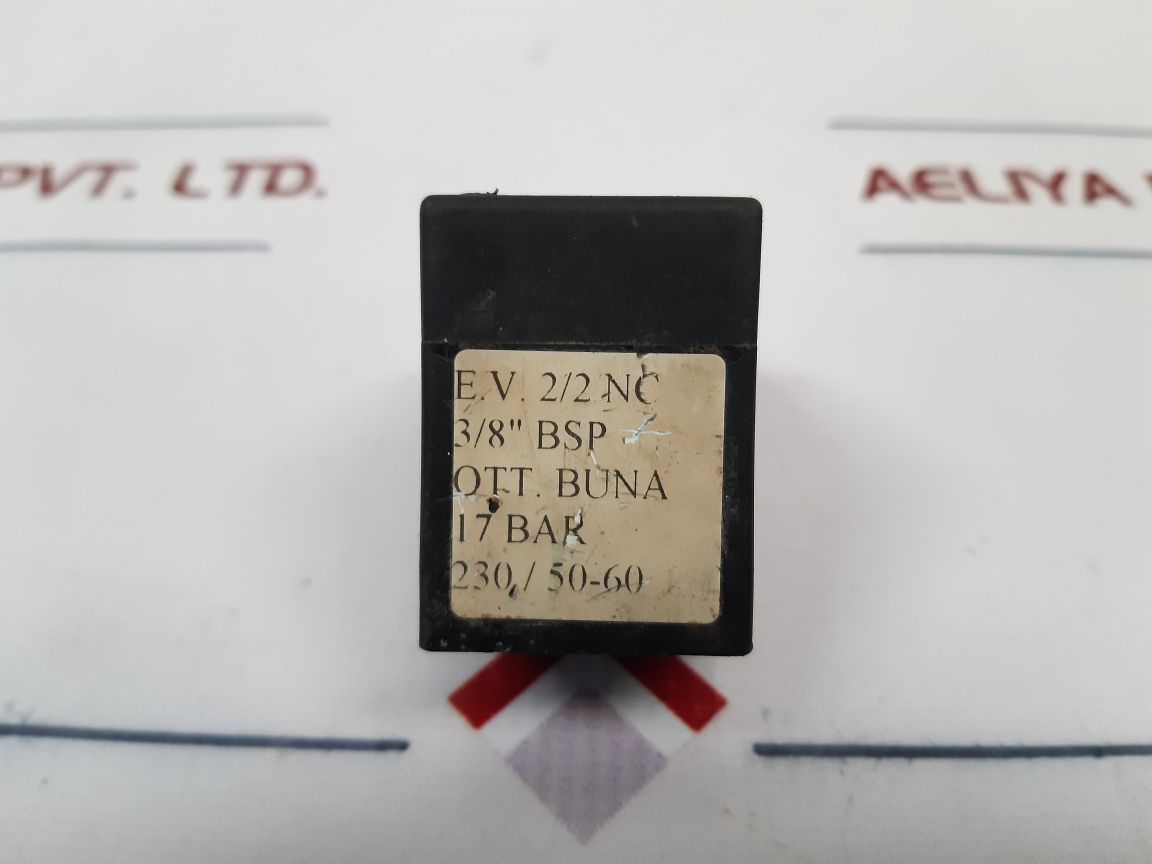 PVT. LTD.
AELIYA
E.V. 2/2 NC
3/8" BSP
OTT. BUNA
17 BAR
230 / 50-60